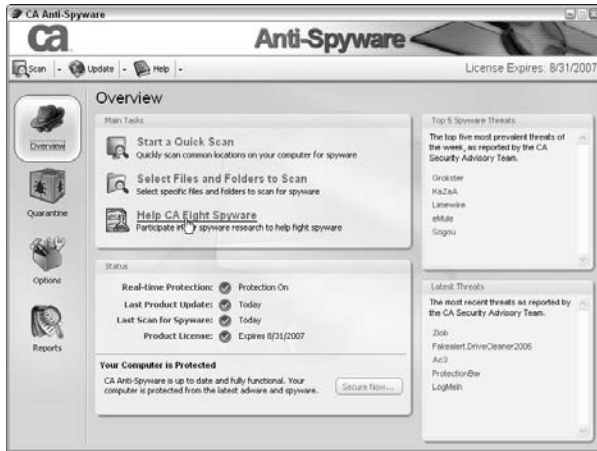 CA Anti-Spyware
ca Anti-Spyware
Scan Update Help License Expires: 8/31/2007
Overview
Quarantine
Options
Reports
Overview
Main Tasks
Start a Quick Scan
Quickly scan common locations on your computer for spyware
Select Files and Folders to Scan
Select specific files and folders to scan for spyware
Help CA Fight Spyware
Participate in spyware research to help fight spyware
Status
Real-time Protection: Protection On
Last Product Update: Today
Last Scan for Spyware: Today
Product License: Expires 8/31/2007
Your Computer is Protected
CA Anti-Spyware is up to date and fully functional. Your
computer is protected from the latest adware and spyware.
Secure Now...
Top 5 Spyware Threats
The top five most prevalent threats of
the week, as reported by the CA
Security Advisory Team.
Grokster
KaZaA
Limewire
eMule
Sogou
Latest Threats
The most recent threats as reported by
the CA Security Advisory Team.
Zlob
Fakealert.DriveCleaner2006
Ac3
ProtectionBw
LogMeIn